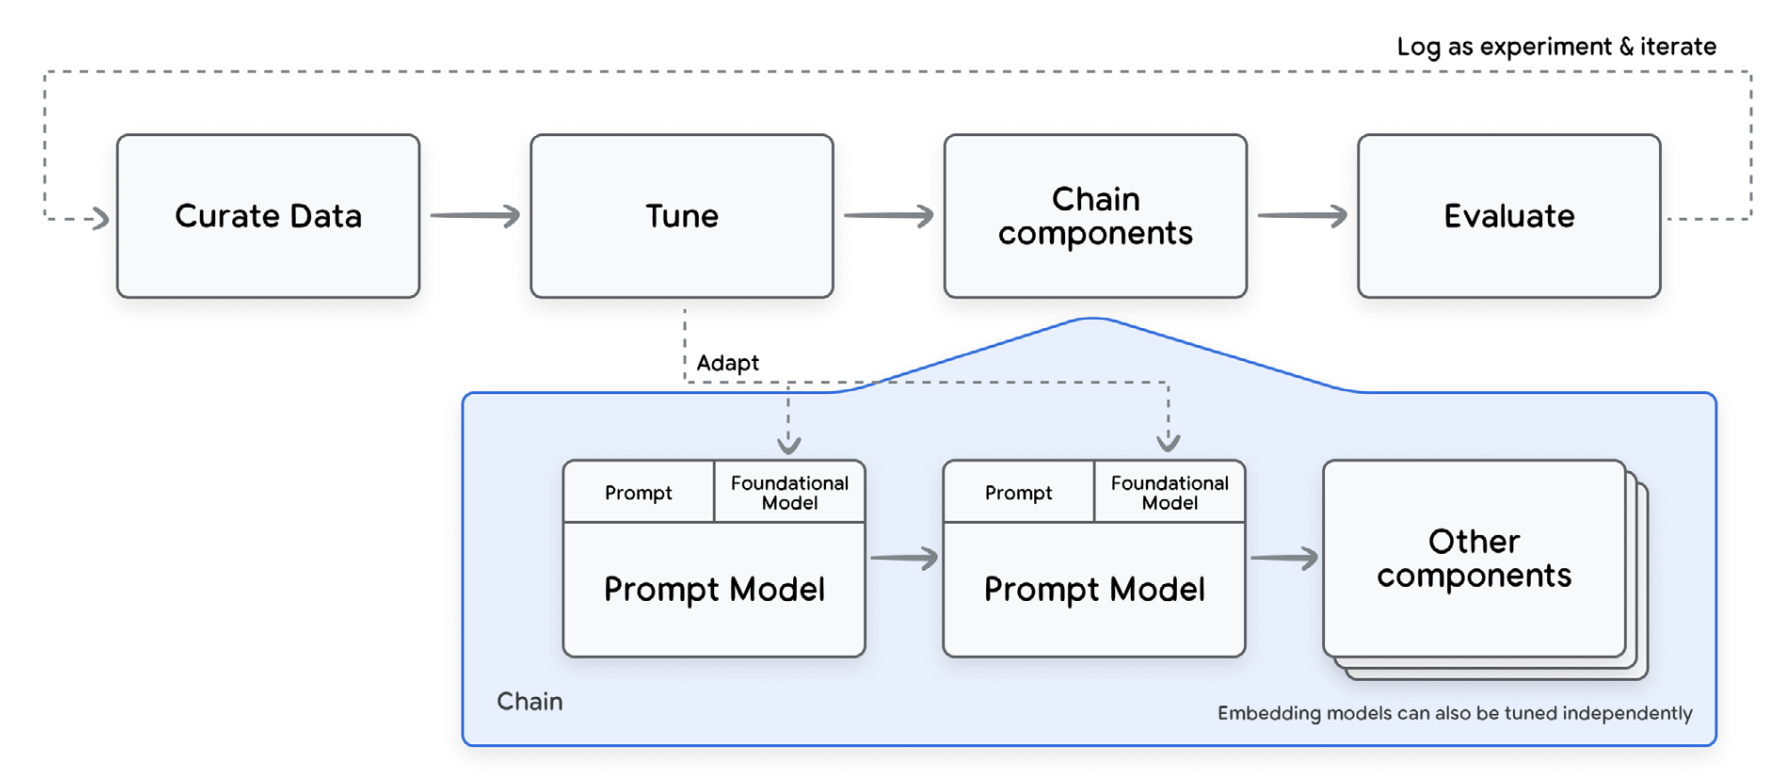 Log as experiment & iterate
Curate Data
Tune
Chain
components
Evaluate
Adapt
Prompt
Foundational
Model
Prompt Model
Prompt
Foundational
Model
Prompt Model
Other
components
Chain
Embedding models can also be tuned independently